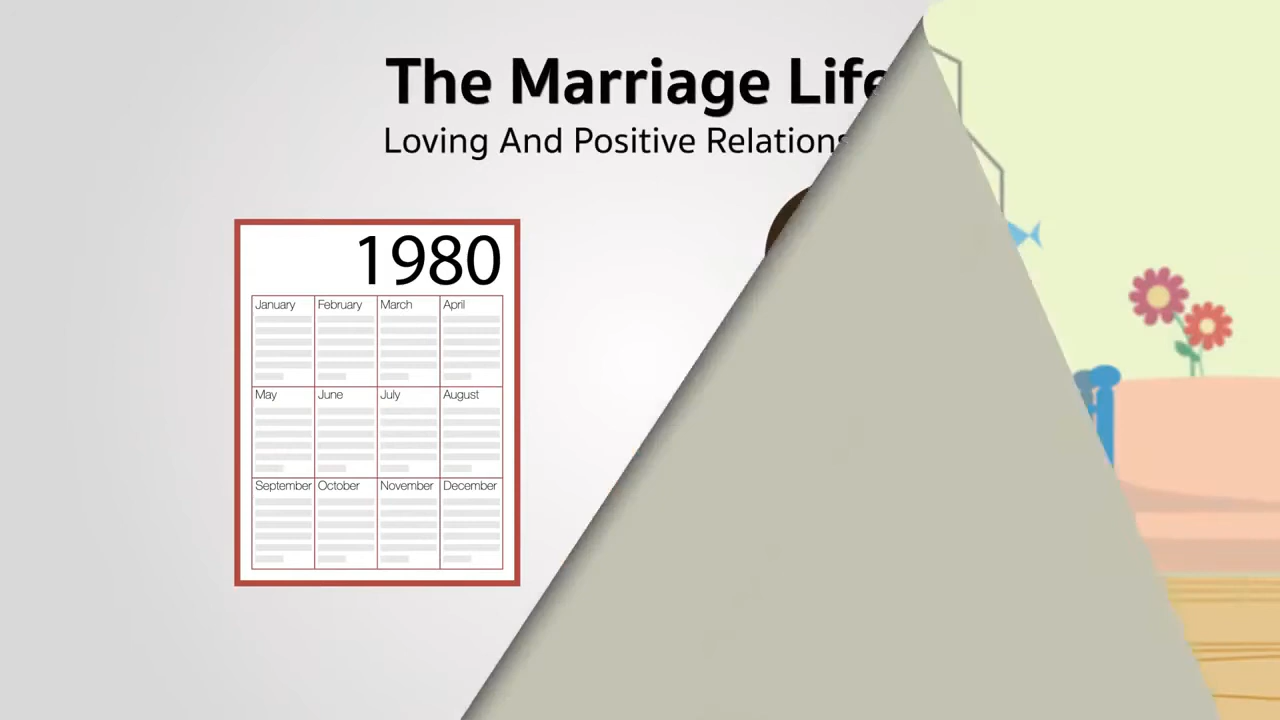 The Marriage Life
Loving And Positive Relations
1980
January February March April
May June July August
September October November December